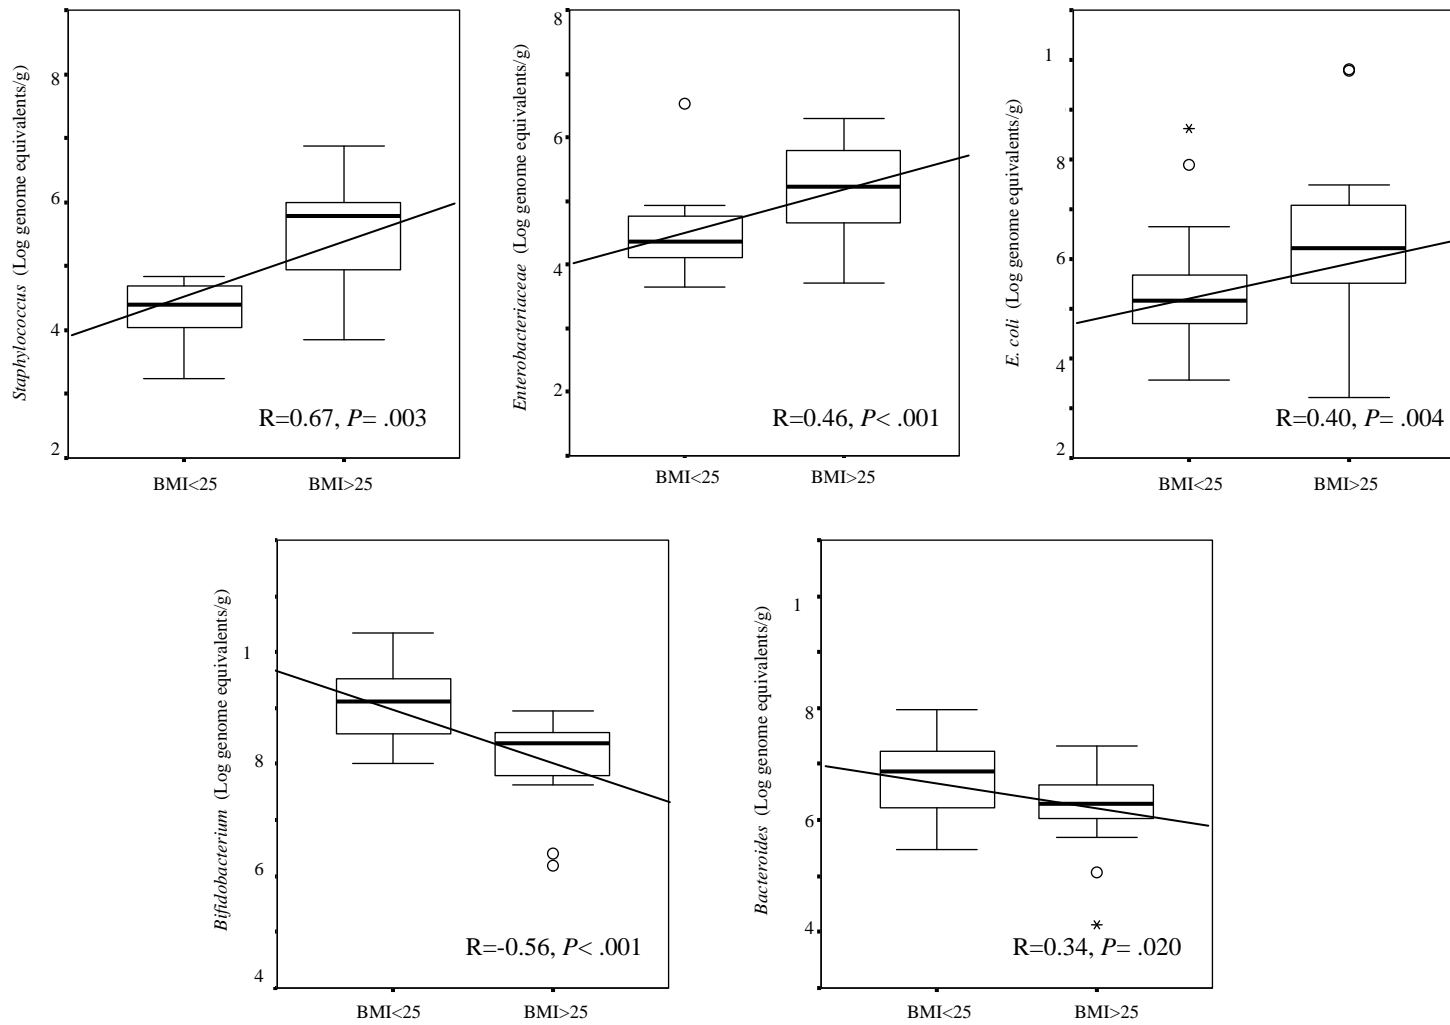 Staphylococcus (Log genome equivalents/g)
8
6
4
2
R=0.67, P= .003
BMI<25
BMI>25
Enterobacteriaceae (Log genome equivalents/g)
8
6
4
2
R=0.46, P< .001
BMI<25
BMI>25
E. coli (Log genome equivalents/g)
1
8
6
4
2
R=0.40, P= .004
BMI<25
BMI>25
Bifidobacterium (Log genome equivalents/g)
1
8
6
4
R=-0.56, P< .001
BMI<25
BMI>25
Bacteroides (Log genome equivalents/g)
1
8
6
4
R=0.34, P= .020
BMI<25
BMI>25